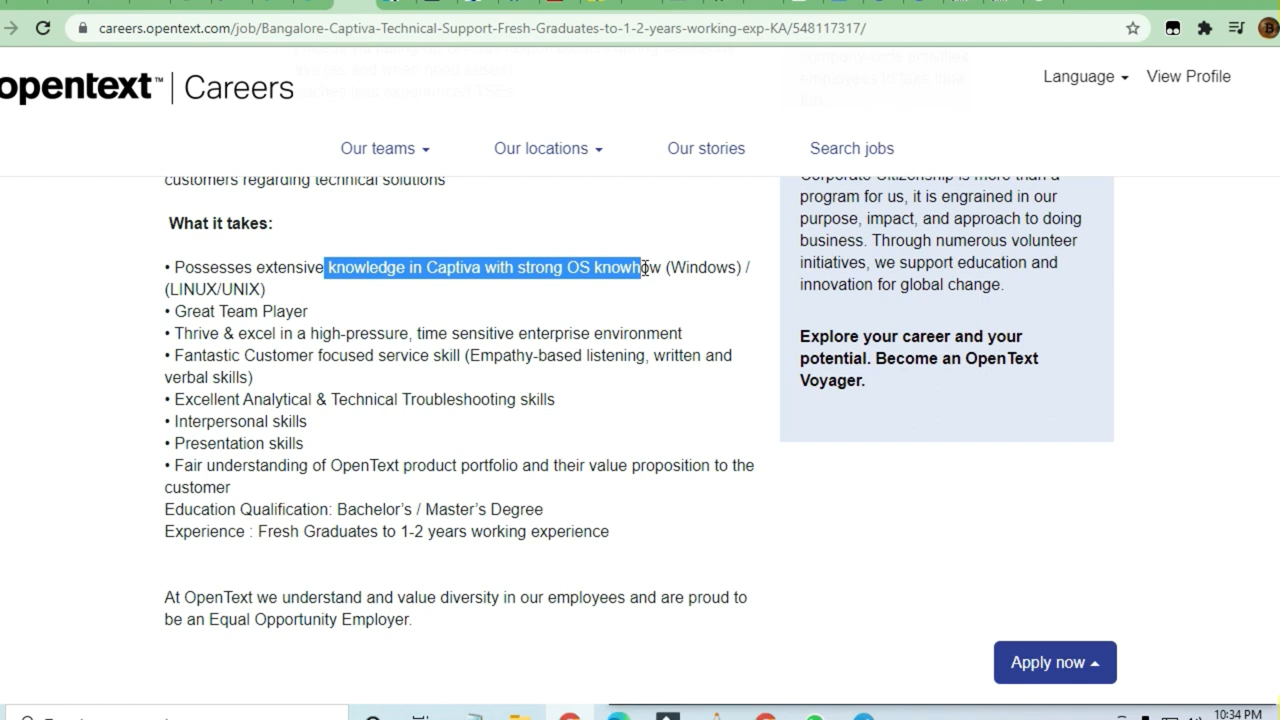 careers.opentext.com/job/Bangalore-Captiva-Technical-Support-Fresh-Graduates-to-1-2-years-working-exp-KA/548117317/
opentext™ | Careers
Language
View Profile
Our teams
Our locations
Our stories
Search jobs
customers regarding technical solutions
What it takes:
• Possesses extensive knowledge in Captiva with strong OS knowhow (Windows) /
(LINUX/UNIX)
• Great Team Player
• Thrive & excel in a high-pressure, time sensitive enterprise environment
• Fantastic Customer focused service skill (Empathy-based listening, written and
verbal skills)
• Excellent Analytical & Technical Troubleshooting skills
• Interpersonal skills
• Presentation skills
• Fair understanding of OpenText product portfolio and their value proposition to the
customer
Education Qualification: Bachelor's / Master's Degree
Experience : Fresh Graduates to 1-2 years working experience
At OpenText we understand and value diversity in our employees and are proud to
be an Equal Opportunity Employer.
Corporate Citizenship is more than a
program for us, it is engrained in our
purpose, impact, and approach to doing
business. Through numerous volunteer
initiatives, we support education and
innovation for global change.
Explore your career and your
potential. Become an OpenText
Voyager.
Apply now
10:34 PM